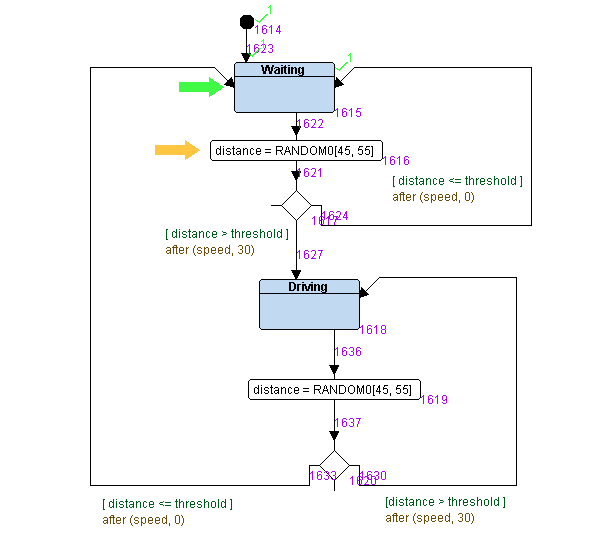 1
1614
1623
1
1
Waiting
1615
1622
distance = RANDOM0[45, 55]
1616
1621
[ distance <= threshold ]
after (speed, 0)
1624
1617
[ distance > threshold ]
after (speed, 30)
1627
Driving
1618
1636
distance = RANDOM0[45, 55]
1619
1637
1633
1630
1620
[ distance <= threshold ]
after (speed, 0)
[distance > threshold ]
after (speed, 30)